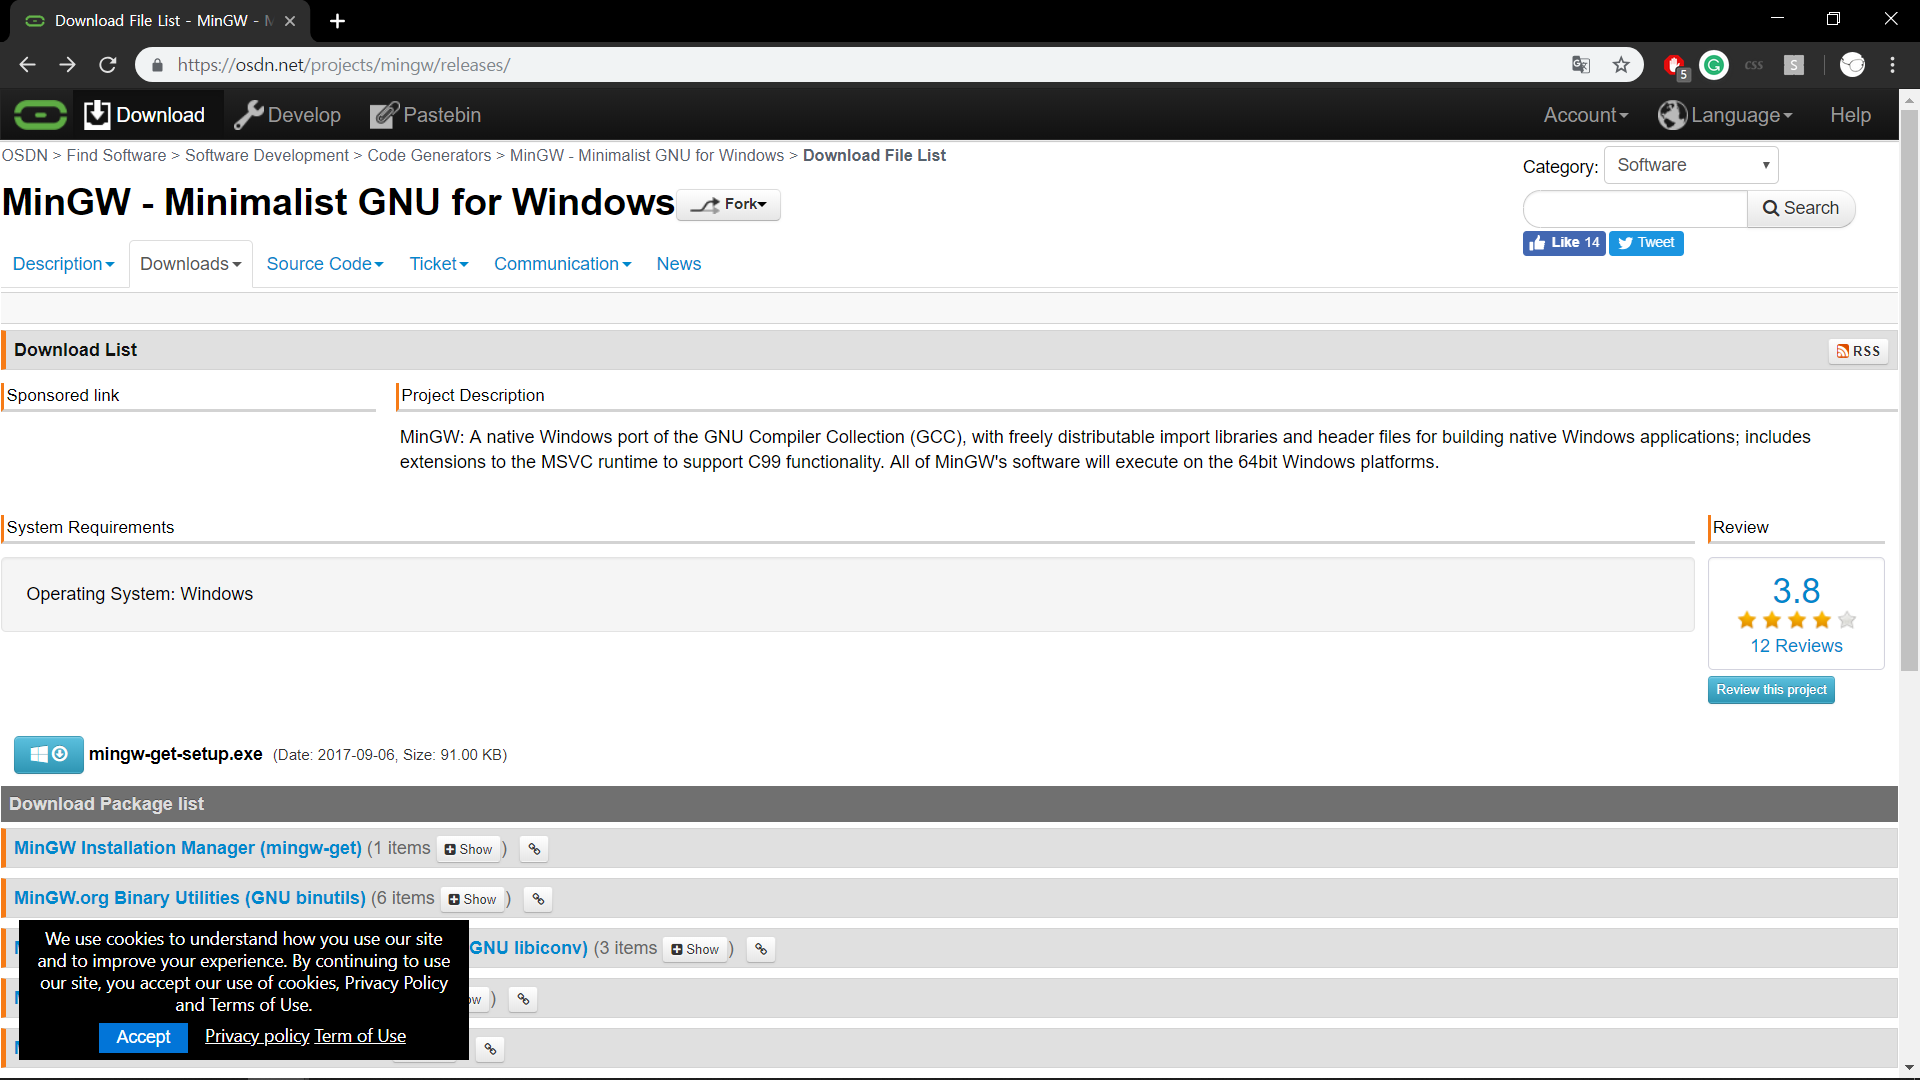 Download File List - MinGW -
https://osdn.net/projects/mingw/releases/
5
css
S
Download
Develop
Pastebin
Account
Language
Help
OSDN > Find Software > Software Development > Code Generators > MinGW - Minimalist GNU for Windows > Download File List
Category:
Software
MinGW - Minimalist GNU for Windows
Fork
Search
Like 14
Tweet
Description
Downloads
Source Code
Ticket
Communication
News
Download List
RSS
Sponsored link
Project Description
MinGW: A native Windows port of the GNU Compiler Collection (GCC), with freely distributable import libraries and header files for building native Windows applications; includes
extensions to the MSVC runtime to support C99 functionality. All of MinGW's software will execute on the 64bit Windows platforms.
System Requirements
Review
Operating System: Windows
3.8
12 Reviews
Review this project
mingw-get-setup.exe (Date: 2017-09-06, Size: 91.00 KB)
Download Package list
MinGW Installation Manager (mingw-get) (1 items Show )
MinGW.org Binary Utilities (GNU binutils) (6 items Show )
GNU libiconv) (3 items Show )
ow )
We use cookies to understand how you use our site
and to improve your experience. By continuing to use
our site, you accept our use of cookies, Privacy Policy
and Terms of Use.
Accept
Privacy policy Term of Use